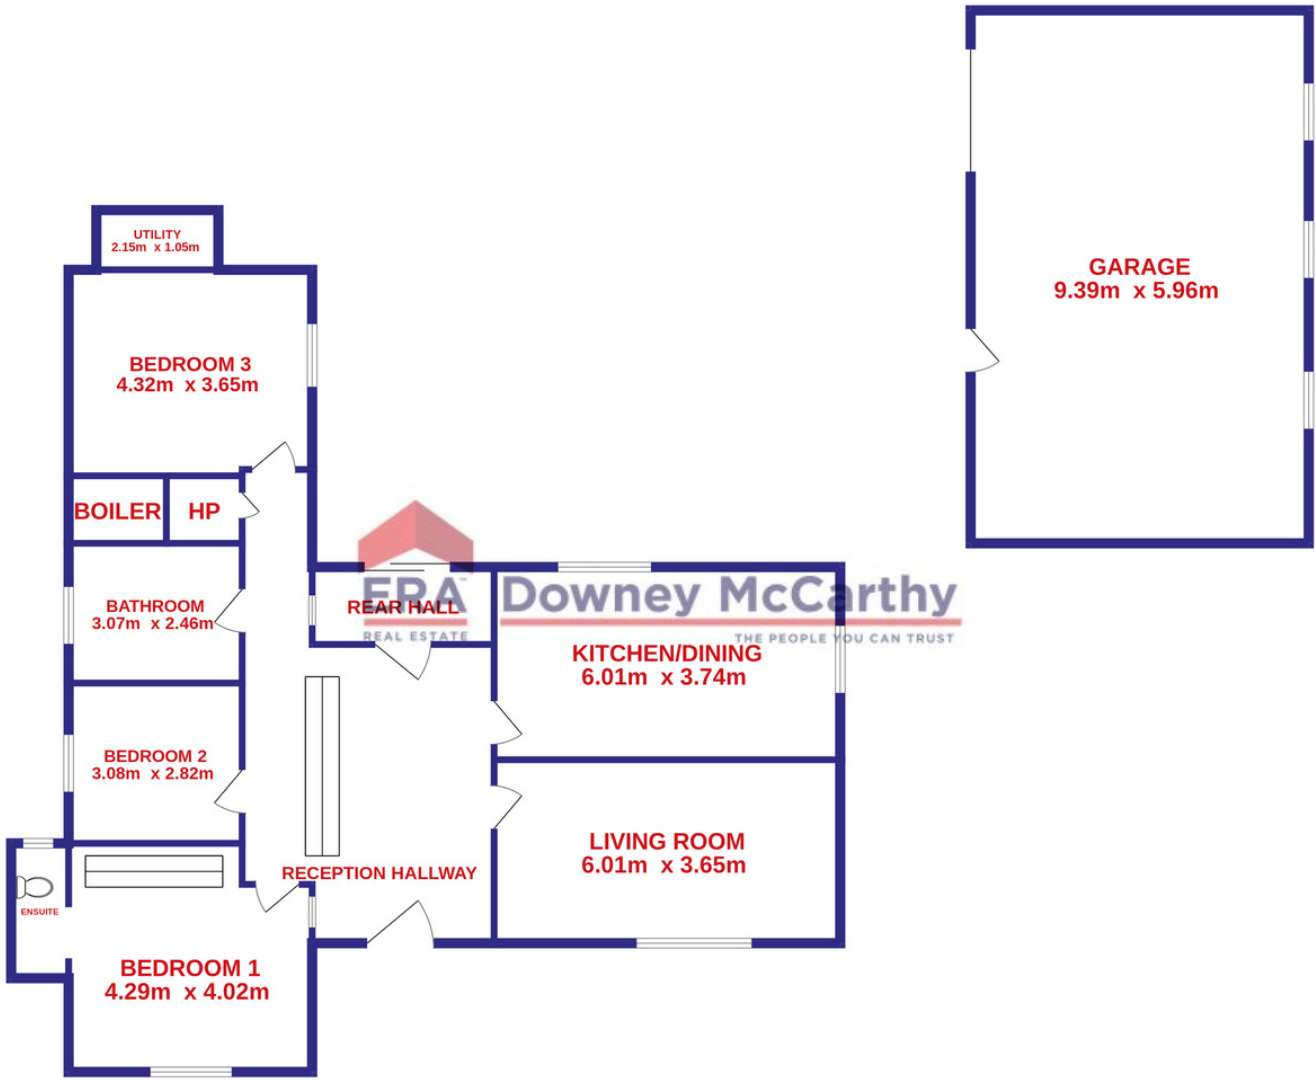 UTILITY
2.15m x 1.05m
GARAGE
9.39m x 5.96m
BEDROOM 3
4.32m x 3.65m
BOILER
HP
BATHROOM
3.07m x 2.46m
REAR HALL
ERA™ Downey McCarthy
REAL ESTATE
THE PEOPLE YOU CAN TRUST
KITCHEN/DINING
6.01m x 3.74m
BEDROOM 2
3.08m x 2.82m
LIVING ROOM
6.01m x 3.65m
RECEPTION HALLWAY
ENSUITE
BEDROOM 1
4.29m x 4.02m